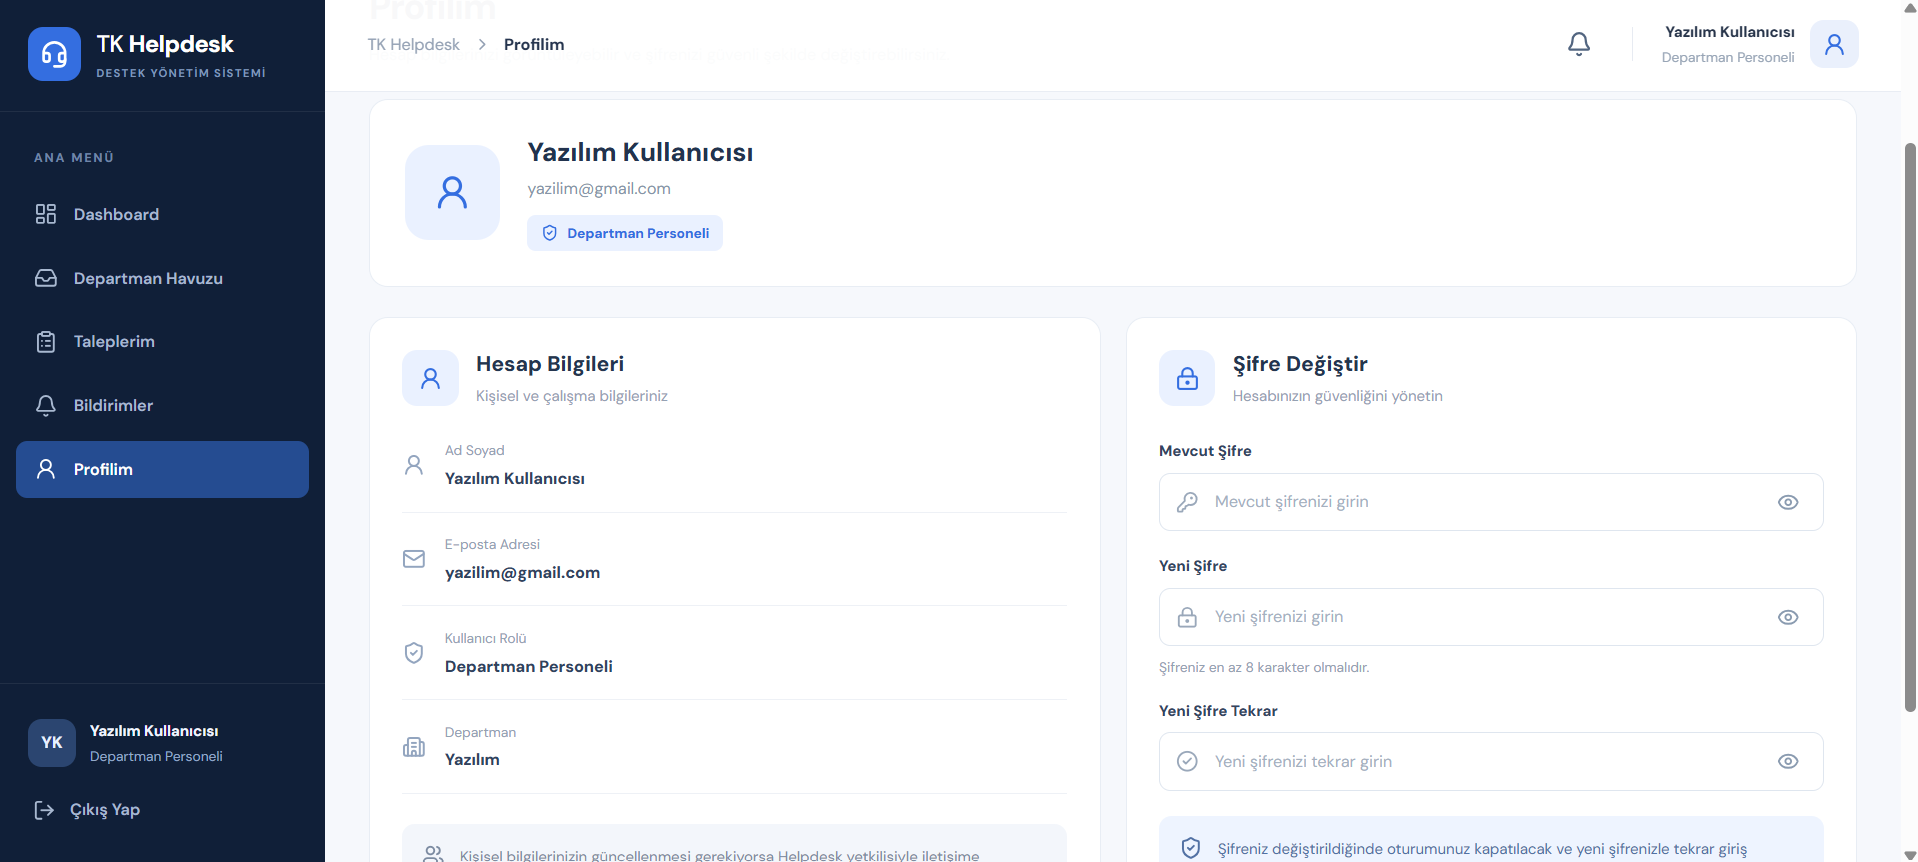 TK Helpdesk
DESTEK YÖNETİM SİSTEMİ
ANA MENÜ
Dashboard
Departman Havuzu
Taleplerim
Bildirimler
Profilim
YK
Yazılım Kullanıcısı
Departman Personeli
Çıkış Yap
Profilim
TK Helpdesk > Profilim
Yazılım Kullanıcısı
Departman Personeli
Yazılım Kullanıcısı
yazilim@gmail.com
Departman Personeli
Hesap Bilgileri
Kişisel ve çalışma bilgileriniz
Ad Soyad
Yazılım Kullanıcısı
E-posta Adresi
yazilim@gmail.com
Kullanıcı Rolü
Departman Personeli
Departman
Yazılım
Kişisel bilgilerinizin güncellenmesi gerekiyorsa Helpdesk yetkilisiyle iletişime
Şifre Değiştir
Hesabınızın güvenliğini yönetin
Mevcut Şifre
Mevcut şifrenizi girin
Yeni Şifre
Yeni şifrenizi girin
Şifreniz en az 8 karakter olmalıdır.
Yeni Şifre Tekrar
Yeni şifrenizi tekrar girin
Şifreniz değiştirildiğinde oturumunuz kapatılacak ve yeni şifrenizle tekrar giriş